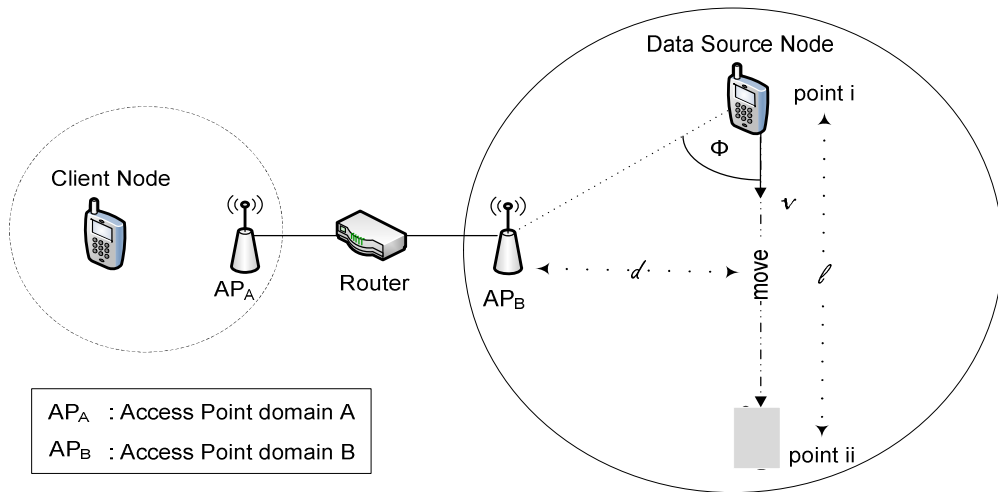 Data Source Node
point i
Φ
Client Node
v
move
d
ℓ
AP_A
Router
AP_B
AP_A : Access Point domain A
AP_B : Access Point domain B
point ii